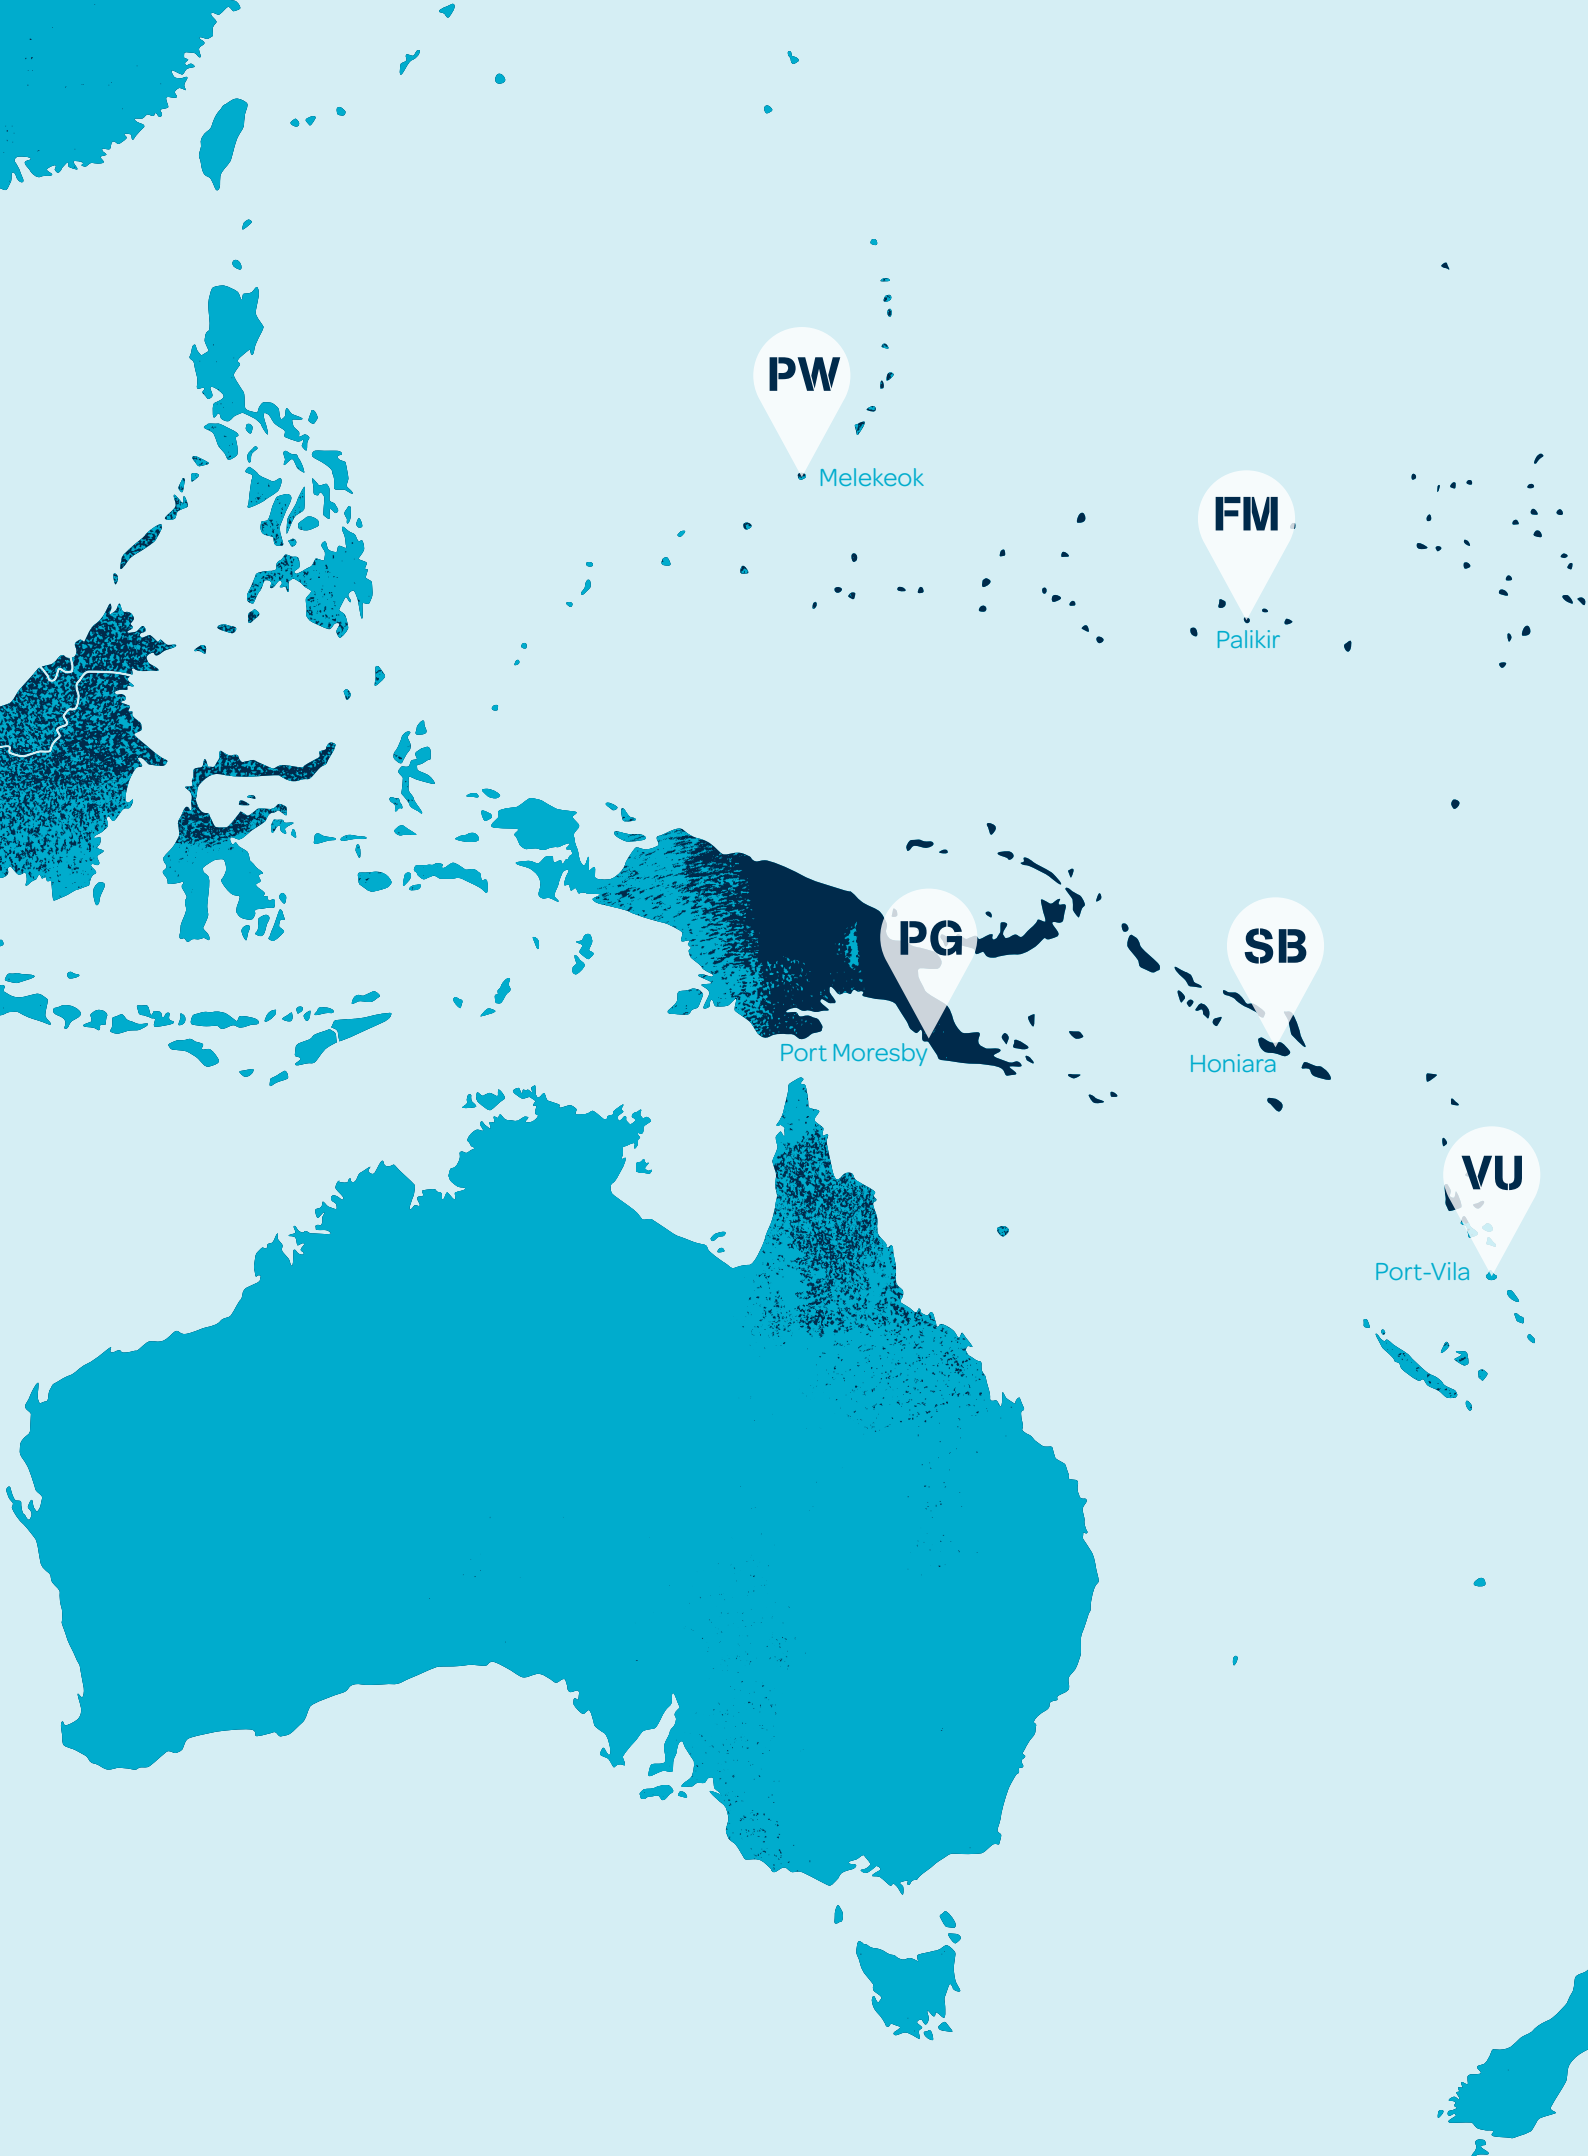 PW
Melekeok
FM
Palikir
PG
Port Moresby
SB
Honiara
VU
Port-Vila